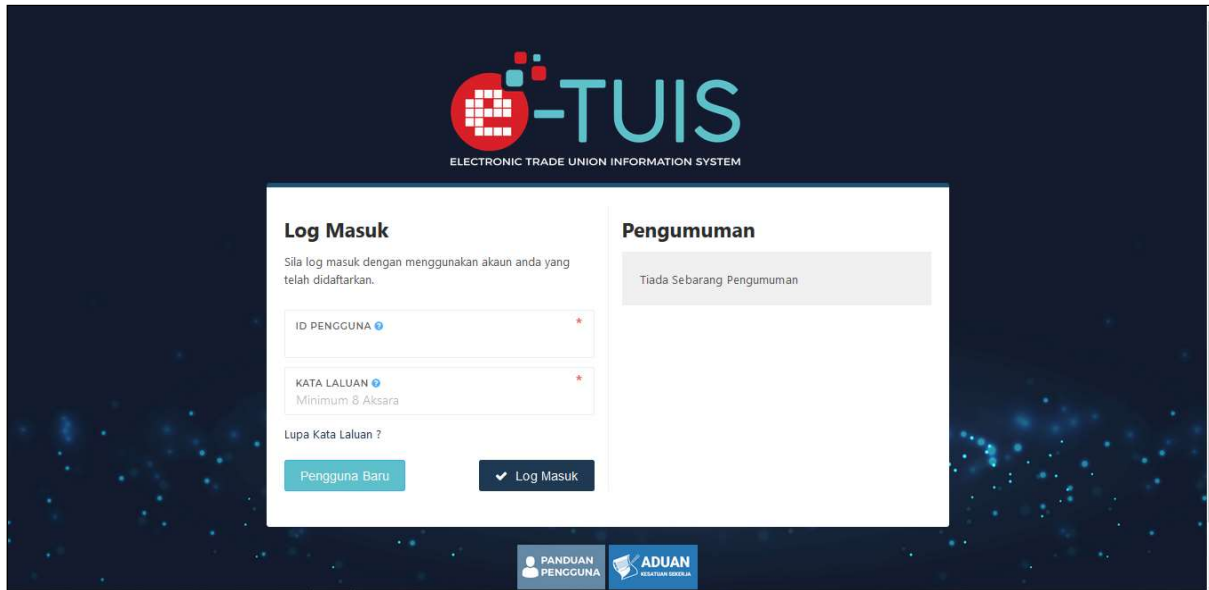 e-TUIS
ELECTRONIC TRADE UNION INFORMATION SYSTEM
Log Masuk
Sila log masuk dengan menggunakan akaun anda yang
telah didaftarkan.
ID PENGGUNA
*
KATA LALUAN
*
Minimum 8 Aksara
Lupa Kata Laluan ?
Pengguna Baru
Log Masuk
Pengumuman
Tiada Sebarang Pengumuman
PANDUAN
PENGGUNA
ADUAN
KESATUAN SEKERJA